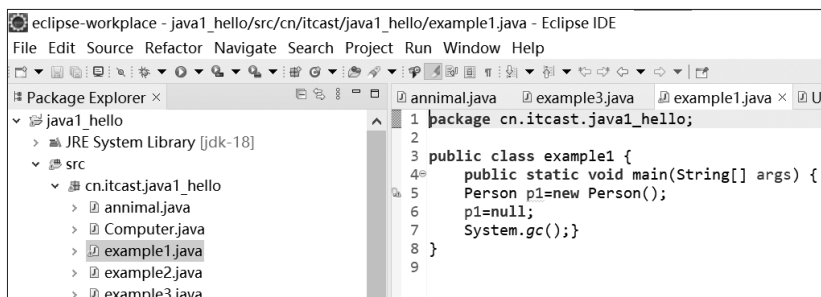 eclipse-workplace - java1_hello/src/cn/itcast/java1_hello/example1.java - Eclipse IDE
File Edit Source Refactor Navigate Search Project Run Window Help
Package Explorer
java1_hello
JRE System Library [jdk-18]
src
cn.itcast.java1_hello
annimal.java
Computer.java
example1.java
example2.java
example3.java
annimal.java example3.java example1.java U
1 package cn.itcast.java1_hello;
2
3 public class example1 {
4 public static void main(String[] args) {
5 Person p1=new Person();
6 p1=null;
7 System.gc();}
8 }
9